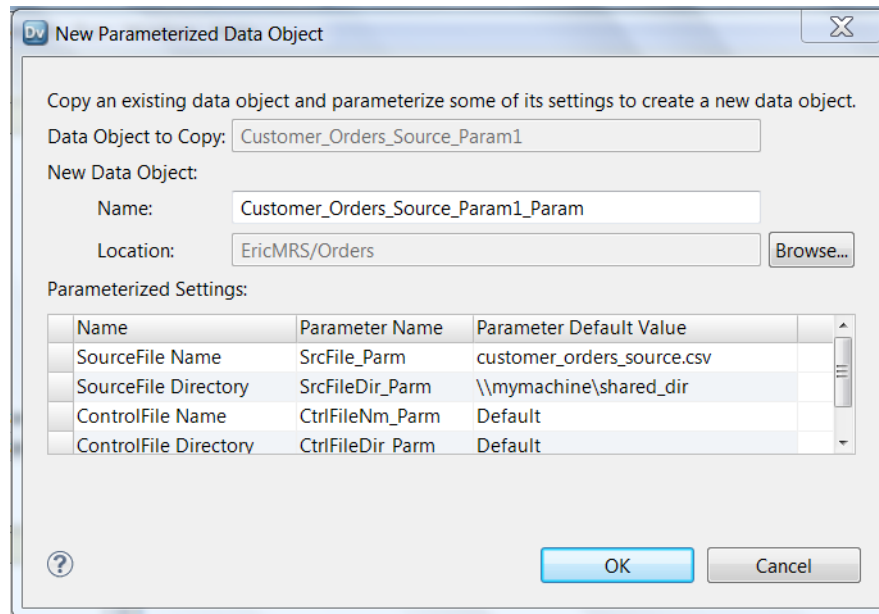 Dv New Parameterized Data Object
Copy an existing data object and parameterize some of its settings to create a new data object.
Data Object to Copy: Customer_Orders_Source_Param1
New Data Object:
Name: Customer_Orders_Source_Param1_Param
Location: EricMRS/Orders Browse...
Parameterized Settings:
Name Parameter Name Parameter Default Value
SourceFile Name SrcFile_Parm customer_orders_source.csv
SourceFile Directory SrcFileDir_Parm \\mymachine\shared_dir
ControlFile Name CtrlFileNm_Parm Default
ControlFile Directory CtrlFileDir_Parm Default
? OK Cancel